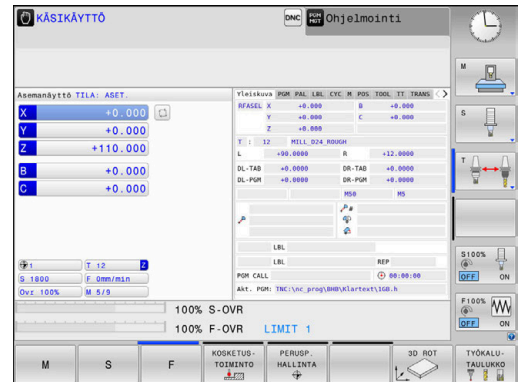 KÄSIKÄYTTÖ
DNC
Ohjelmointi
Asemanäyttö TILA: ASET.
X +0.000
Y +0.000
Z +110.000
B +0.000
C +0.000
1 T 12 Z
S 1800 F 0mm/min
Ovr 100% M 5/9
Yleiskuva PGM PAL LBL CYC M POS TOOL TT TRANS
RFASEL X +0.000 B +0.000
Y +0.000 C +0.000
Z +0.000
T : 12 MILL_D24_ROUGH
L +90.0000 R +12.0000
DL-TAB +0.0000 DR-TAB +0.0000
DL-PGM +0.0000 DR-PGM +0.0000
M50 M5
LBL
LBL REP
PGM CALL 00:00:00
Akt. PGM: TNC:\nc_prog\BHB\Klartext\1GB.h
100% S-OVR
100% F-OVR LIMIT 1
M
S
T
S100%
OFF ON
F100%
OFF ON
M
S
F
KOSKETUS-
TOIMINTO
PERUSP.
HALLINTA
3D ROT
TYÖKALU-
TAULUKKO